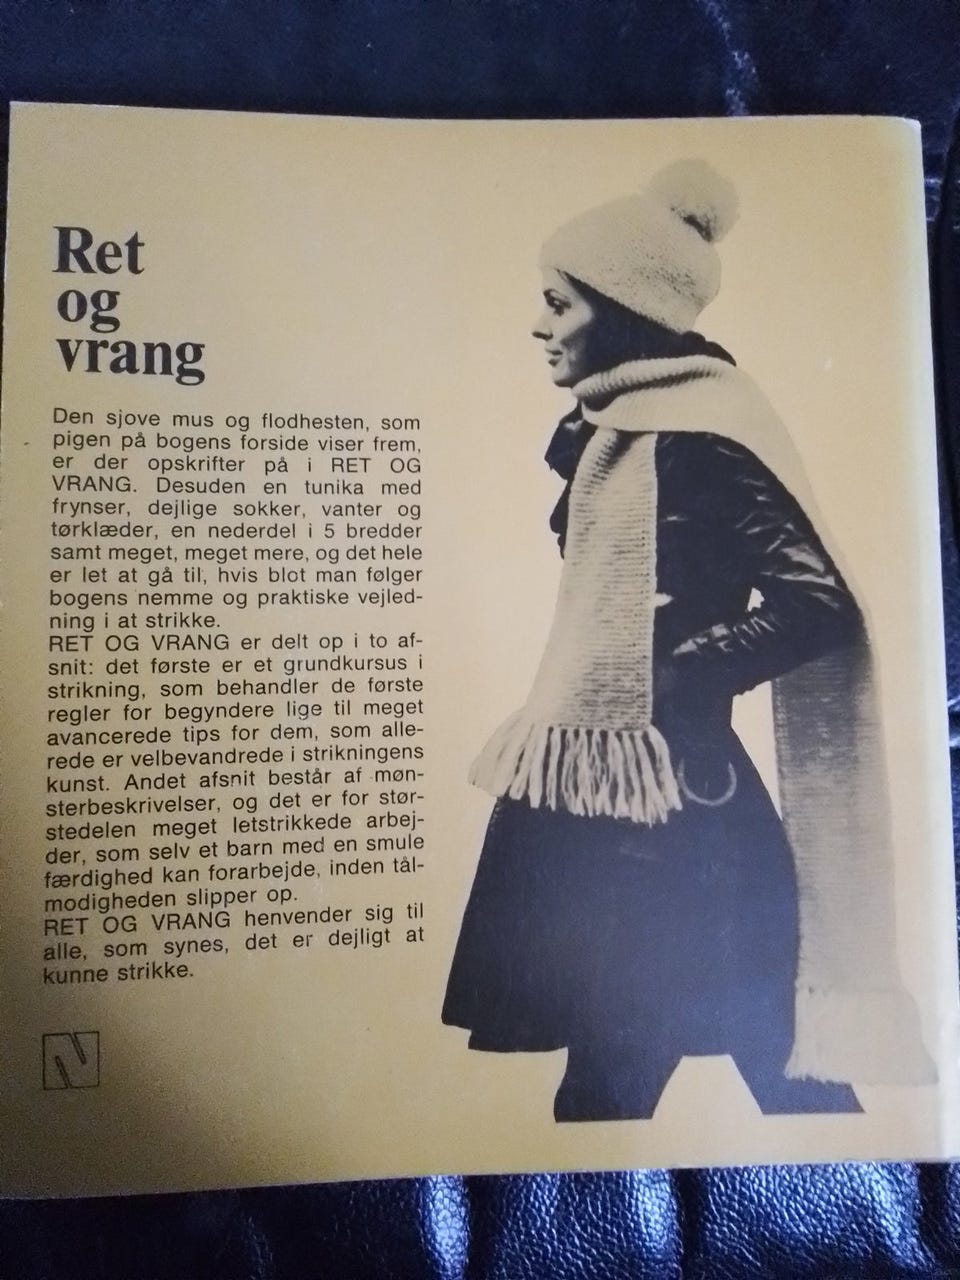 Ret
og
vrang
Den sjove mus og flodhesten, som
pigen på bogens forside viser frem,
er der opskrifter på i RET OG
VRANG. Desuden en tunika med
frynser, dejlige sokker, vanter og
tørklæder, en nederdel i 5 bredder
samt meget, meget mere, og det hele
er let at gå til, hvis blot man følger
bogens nemme og praktiske vejled-
ning i at strikke.
RET OG VRANG er delt op i to af-
snit: det første er et grundkursus i
strikning, som behandler de første
regler for begyndere lige til meget
avancerede tips for dem, som alle-
rede er velbevandrede i strikningens
kunst. Andet afsnit består af møn-
sterbeskrivelser, og det er for stør-
stedelen meget letstrikkede arbej-
der, som selv et barn med en smule
færdighed kan forarbejde, inden tål-
modigheden slipper op.
RET OG VRANG henvender sig til
alle, som synes, det er dejligt at
kunne strikke.
N